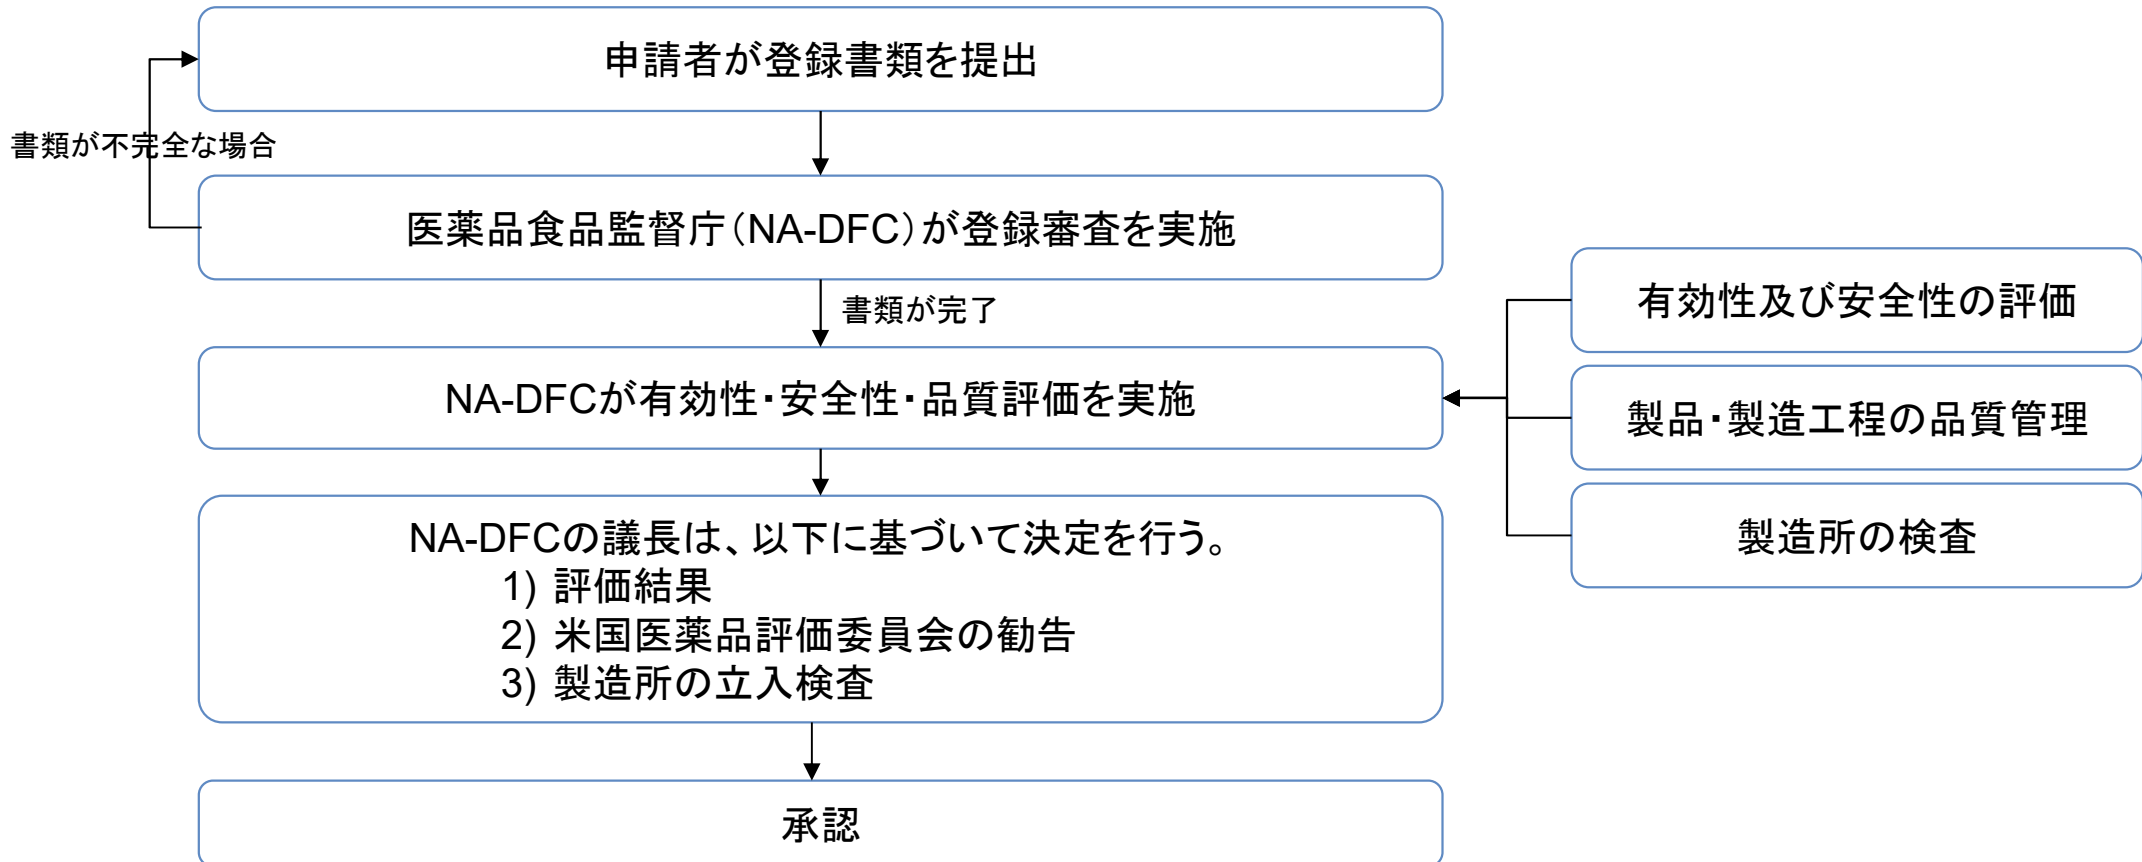 申請者が登録書類を提出
書類が不完全な場合
医薬品食品監督庁（NA-DFC）が登録審査を実施
書類が完了
有効性及び安全性の評価
NA-DFCが有効性・安全性・品質評価を実施
製品・製造工程の品質管理
製造所の検査
NA-DFCの議長は、以下に基づいて決定を行う。
1) 評価結果
2) 米国医薬品評価委員会の勧告
3) 製造所の立入検査
承認